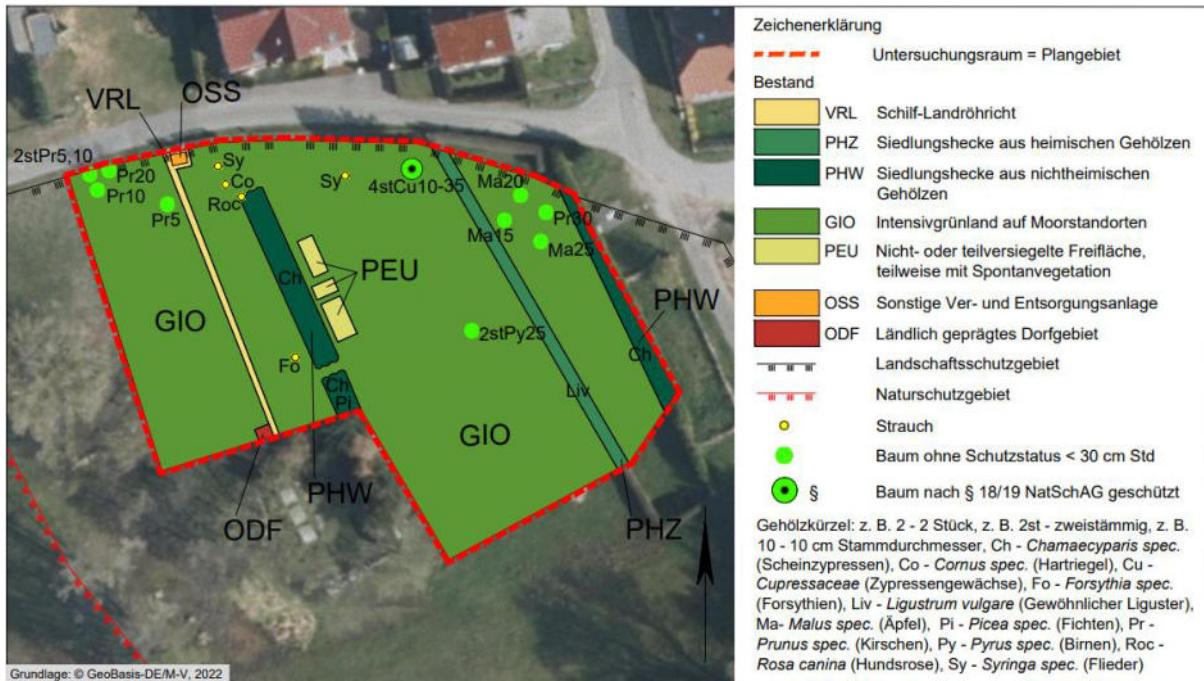 VRL
OSS
2stPr5,10
Pr20
Pr10
Pr5
Sy
Co
Roc
Sy
4stCu10-35
Ma20
Pr30
Ma15
Ma25
Ch
PEU
GIO
2stPy25
PHW
Ch
Fo
Ch
Pi
Liv
GIO
PHW
ODF
PHZ
Grundlage: © GeoBasis-DE/M-V, 2022
Zeichenerklärung
Untersuchungsraum = Plangebiet
Bestand
VRL Schilf-Landröhricht
PHZ Siedlungshecke aus heimischen Gehölzen
PHW Siedlungshecke aus nichtheimischen
Gehölzen
GIO Intensivgrünland auf Moorstandorten
PEU Nicht- oder teilversiegelte Freifläche,
teilweise mit Spontanvegetation
OSS Sonstige Ver- und Entsorgungsanlage
ODF Ländlich geprägtes Dorfgebiet
Landschaftsschutzgebiet
Naturschutzgebiet
Strauch
Baum ohne Schutzstatus < 30 cm Std
§ Baum nach § 18/19 NatSchAG geschützt
Gehölzkürzel: z. B. 2 - 2 Stück, z. B. 2st - zweistämmig, z. B.
10 - 10 cm Stammdurchmesser, Ch - Chamaecyparis spec.
(Scheinzypressen), Co - Cornus spec. (Hartriegel), Cu -
Cupressaceae (Zypressengewächse), Fo - Forsythia spec.
(Forsythien), Liv - Ligustrum vulgare (Gewöhnlicher Liguster),
Ma- Malus spec. (Äpfel), Pi - Picea spec. (Fichten), Pr -
Prunus spec. (Kirschen), Py - Pyrus spec. (Birnen), Roc -
Rosa canina (Hundsrose), Sy - Syringa spec. (Flieder)